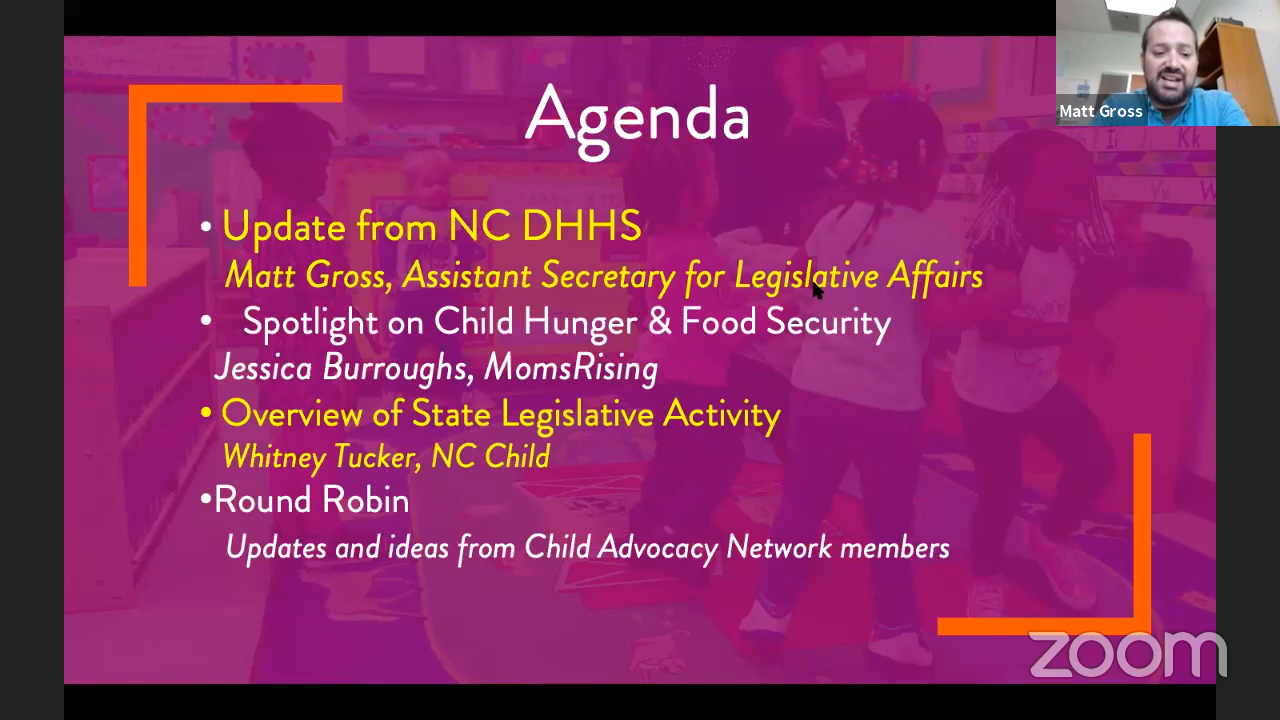 Matt Gross
Agenda
• Update from NC DHHS
Matt Gross, Assistant Secretary for Legislative Affairs
• Spotlight on Child Hunger & Food Security
Jessica Burroughs, MomsRising
• Overview of State Legislative Activity
Whitney Tucker, NC Child
•Round Robin
Updates and ideas from Child Advocacy Network members
Kk
zoom